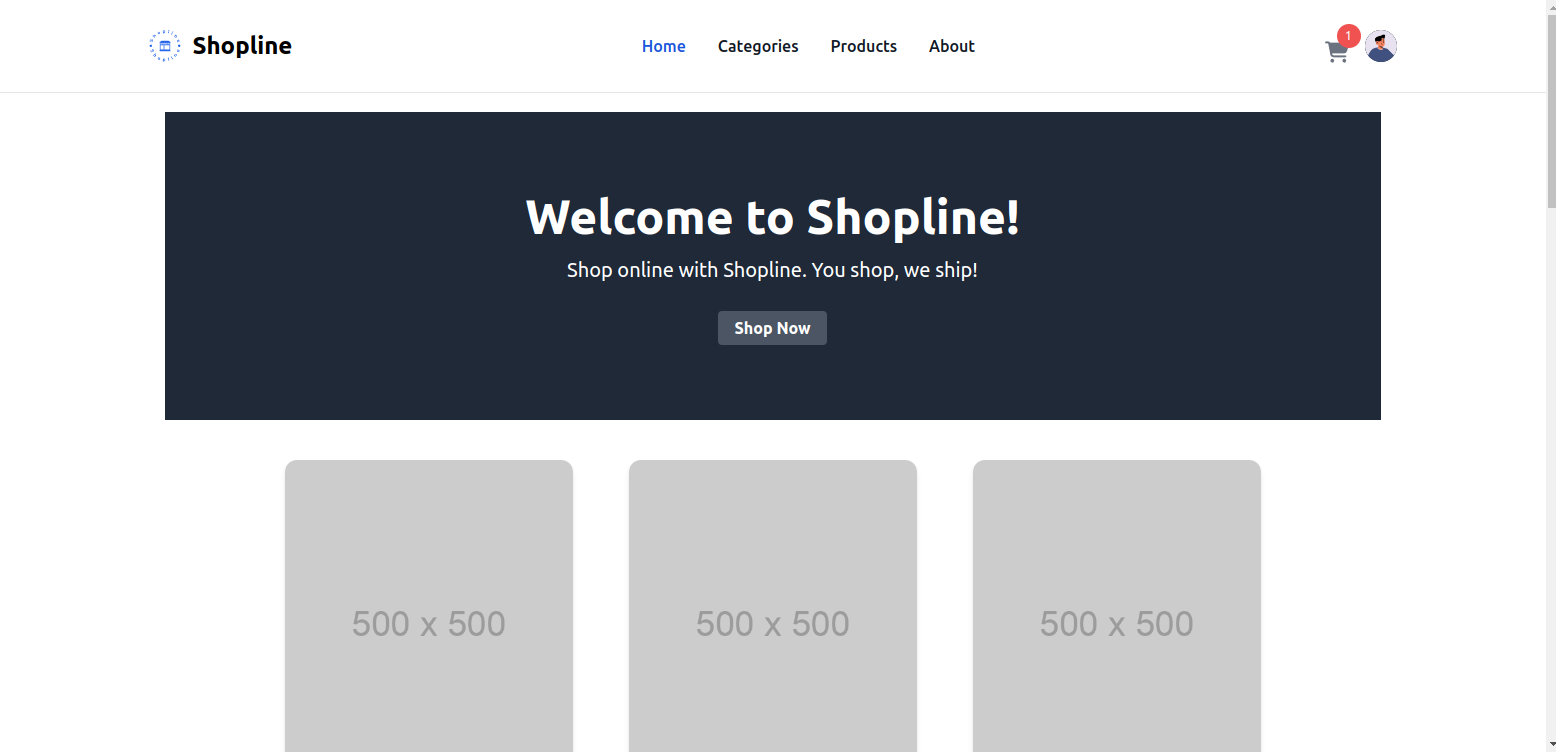 Shopline
Home Categories Products About
1
Welcome to Shopline!
Shop online with Shopline. You shop, we ship!
Shop Now
500 x 500 500 x 500 500 x 500